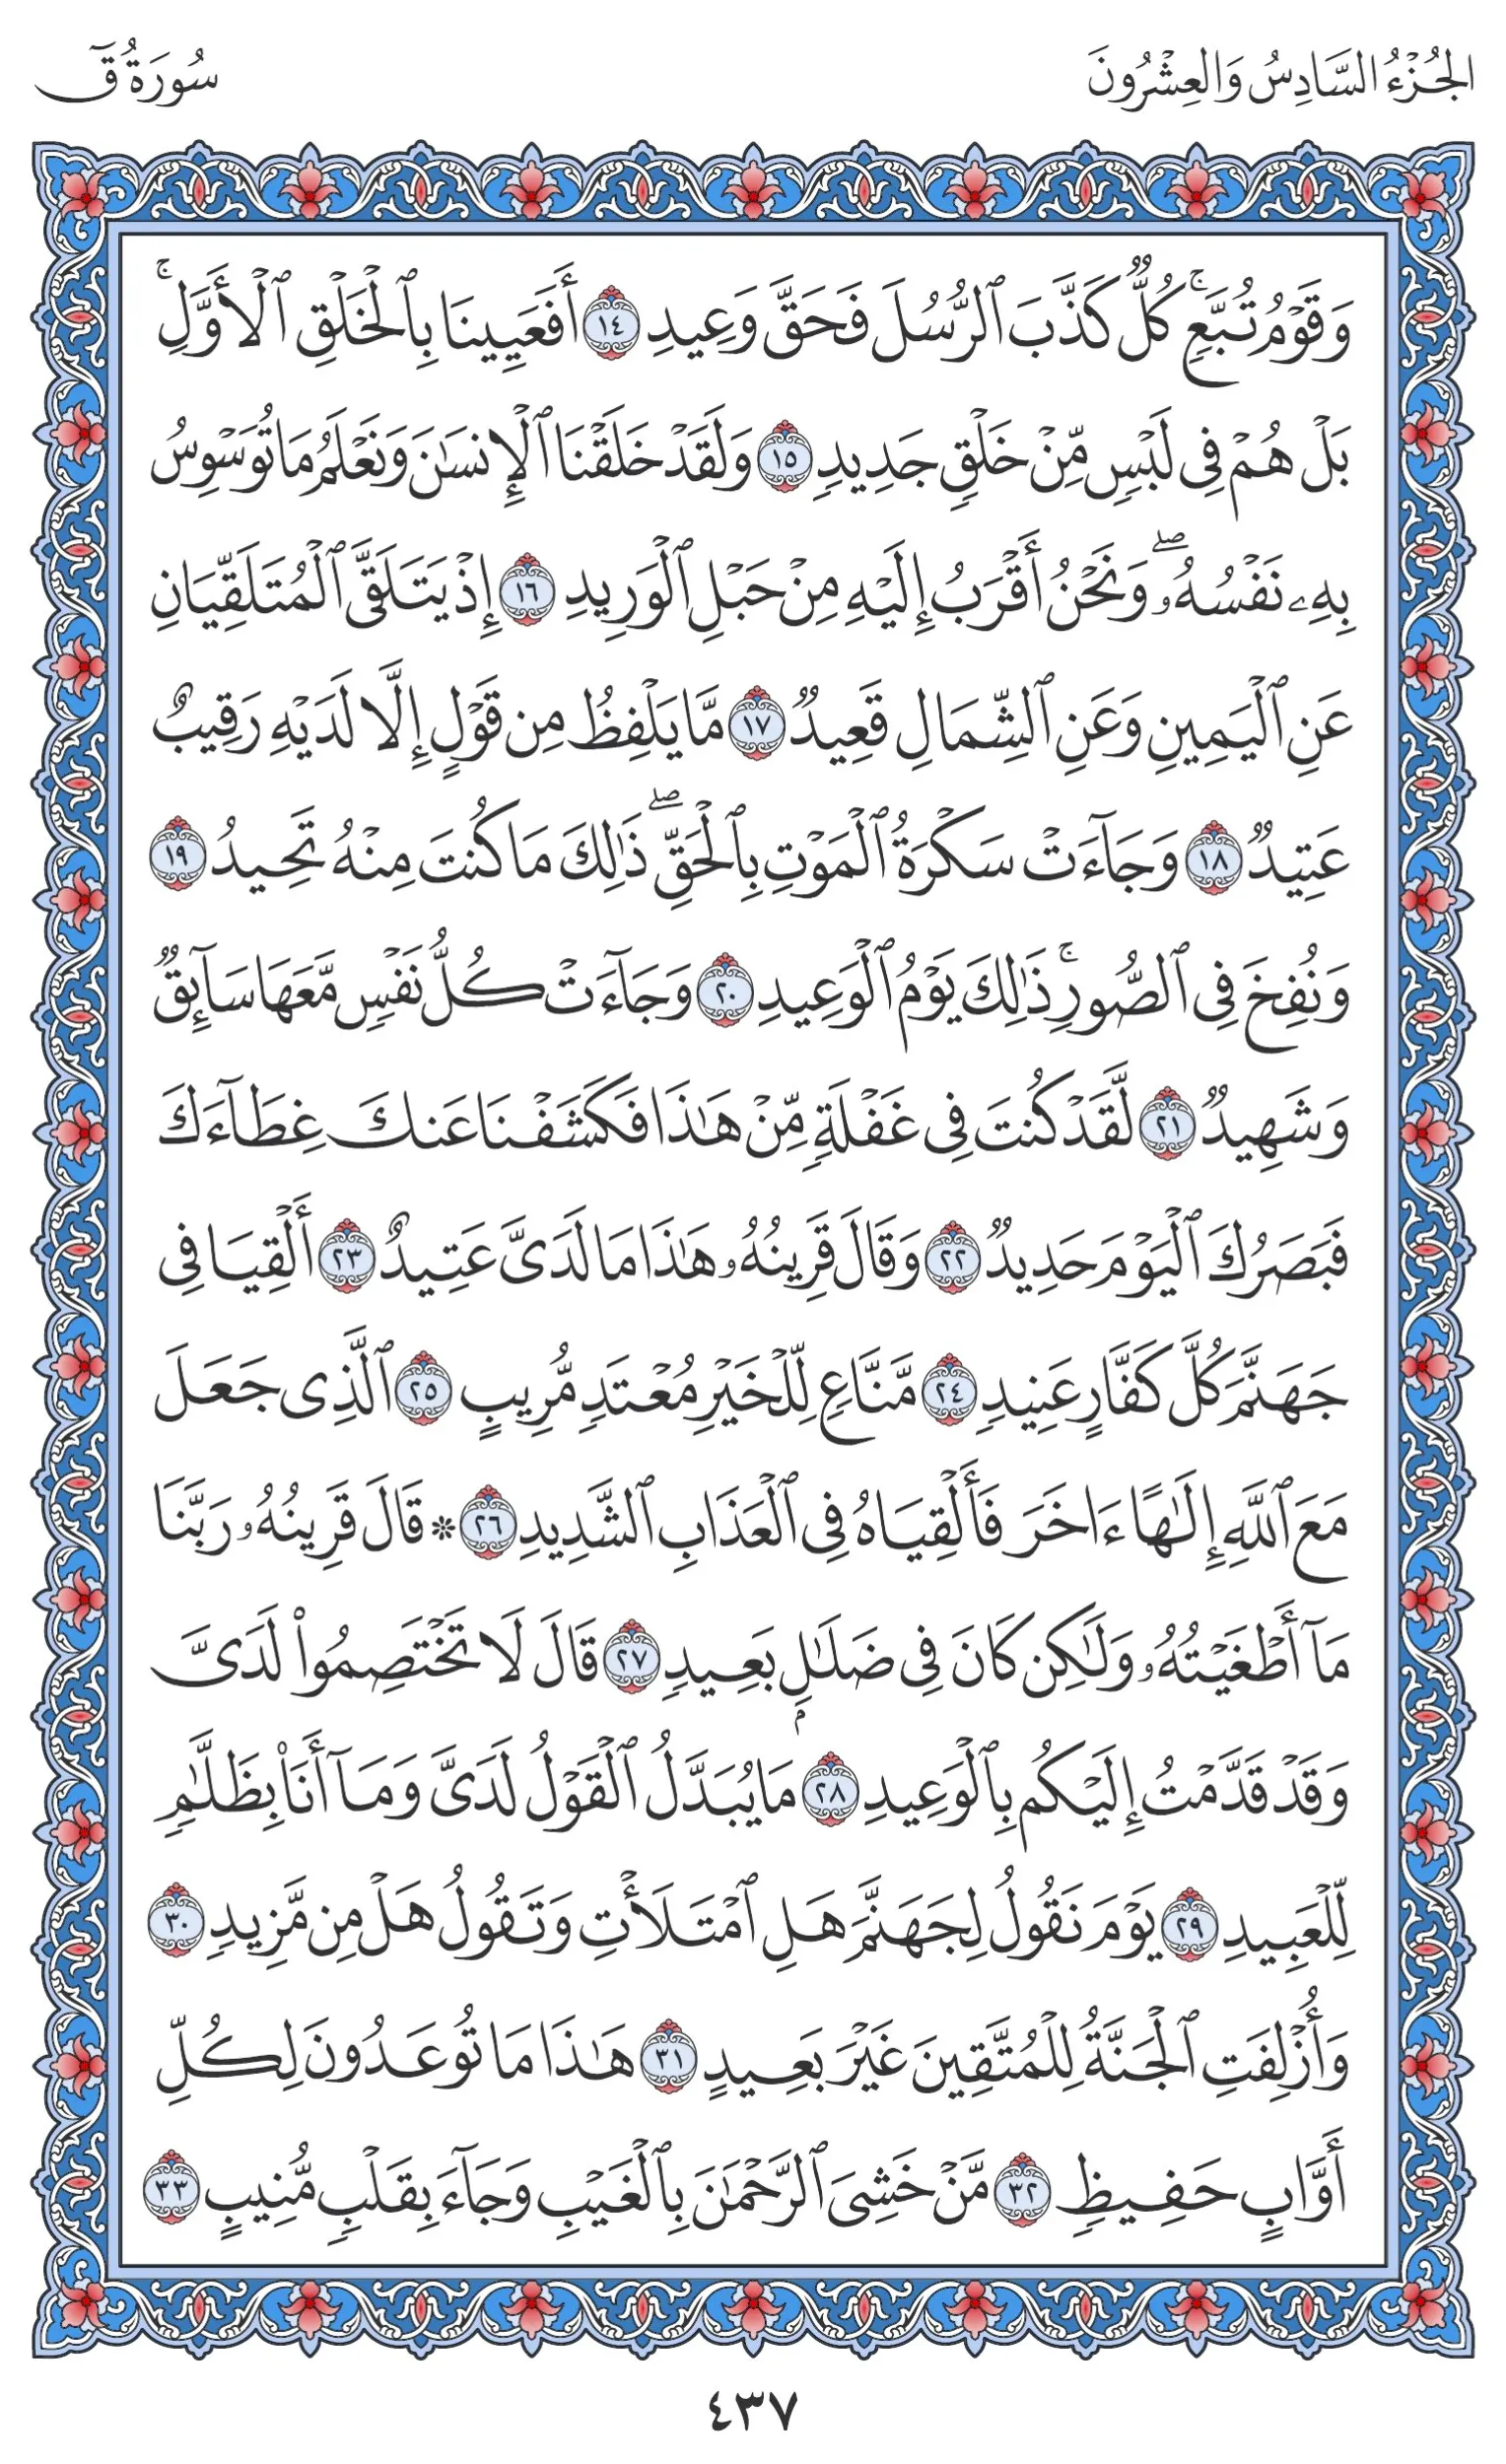 الجُزْءُ السَّادِسُ وَالعِشْرُونَ
سُورَةُ قٓ
وَقَوۡمُ تُبَّعٖۚ كُلّٞ كَذَّبَ ٱلرُّسُلَ فَحَقَّ وَعِيدِ ١٤ أَفَعَيِينَا بِٱلۡخَلۡقِ ٱلۡأَوَّلِۚ
بَلۡ هُمۡ فِي لَبۡسٖ مِّنۡ خَلۡقٖ جَدِيدٖ ١٥ وَلَقَدۡ خَلَقۡنَا ٱلۡإِنسَٰنَ وَنَعۡلَمُ مَا تُوَسۡوِسُ
بِهِۦ نَفۡسُهُۥۖ وَنَحۡنُ أَقۡرَبُ إِلَيۡهِ مِنۡ حَبۡلِ ٱلۡوَرِيدِ ١٦ إِذۡ يَتَلَقَّى ٱلۡمُتَلَقِّيَانِ
عَنِ ٱلۡيَمِينِ وَعَنِ ٱلشِّمَالِ قَعِيدٞ ١٧ مَّا يَلۡفِظُ مِن قَوۡلٍ إِلَّا لَدَيۡهِ رَقِيبٌ
عَتِيدٞ ١٨ وَجَآءَتۡ سَكۡرَةُ ٱلۡمَوۡتِ بِٱلۡحَقِّۖ ذَٰلِكَ مَا كُنتَ مِنۡهُ تَحِيدُ ١٩
وَنُفِخَ فِي ٱلصُّورِۚ ذَٰلِكَ يَوۡمُ ٱلۡوَعِيدِ ٢٠ وَجَآءَتۡ كُلُّ نَفۡسٖ مَّعَهَا سَآئِقٞ
وَشَهِيدٞ ٢١ لَّقَدۡ كُنتَ فِي غَفۡلَةٖ مِّنۡ هَٰذَا فَكَشَفۡنَا عَنكَ غِطَآءَكَ
فَبَصَرُكَ ٱلۡيَوۡمَ حَدِيدٞ ٢٢ وَقَالَ قَرِينُهُۥ هَٰذَا مَا لَدَيَّ عَتِيدٌ ٢٣ أَلۡقِيَا فِي
جَهَنَّمَ كُلَّ كَفَّارٍ عَنِيدٖ ٢٤ مَّنَّاعٖ لِّلۡخَيۡرِ مُعۡتَدٖ مُّرِيبٍ ٢٥ ٱلَّذِي جَعَلَ
مَعَ ٱللَّهِ إِلَٰهًا ءَاخَرَ فَأَلۡقِيَاهُ فِي ٱلۡعَذَابِ ٱلشَّدِيدِ ٢٦ ۞ قَالَ قَرِينُهُۥ رَبَّنَا
مَآ أَطۡغَيۡتُهُۥ وَلَٰكِن كَانَ فِي ضَلَٰلِۭ بَعِيدٖ ٢٧ قَالَ لَا تَخۡتَصِمُواْ لَدَيَّ
وَقَدۡ قَدَّمۡتُ إِلَيۡكُم بِٱلۡوَعِيدِ ٢٨ مَا يُبَدَّلُ ٱلۡقَوۡلُ لَدَيَّ وَمَآ أَنَا۠ بِظَلَّٰمٖ
لِّلۡعَبِيدِ ٢٩ يَوۡمَ نَقُولُ لِجَهَنَّمَ هَلِ ٱمۡتَلَأۡتِ وَتَقُولُ هَلۡ مِن مَّزِيدٖ ٣٠
وَأُزۡلِفَتِ ٱلۡجَنَّةُ لِلۡمُتَّقِينَ غَيۡرَ بَعِيدٍ ٣١ هَٰذَا مَا تُوعَدُونَ لِكُلِّ
أَوَّابٍ حَفِيظٖ ٣٢ مَّنۡ خَشِيَ ٱلرَّحۡمَٰنَ بِٱلۡغَيۡبِ وَجَآءَ بِقَلۡبٖ مُّنِيبٍ ٣٣
٤٣٧